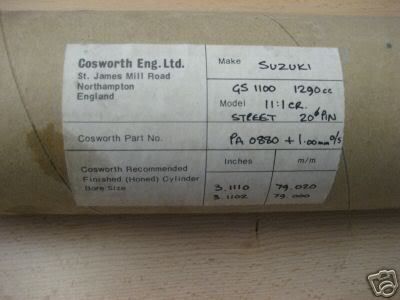 Cosworth Eng. Ltd.
St. James Mill Road
Northampton
England
Make SUZUKI
GS 1100 1290cc
Model 11:1 CR.
STREET 20ø PIN
Cosworth Part No. PA 0880 + 1.00mm o/s
Cosworth Recommended
Finished (Honed) Cylinder
Bore Size
Inches m/m
3.1110 79.020
3.1102 79.000
ebay